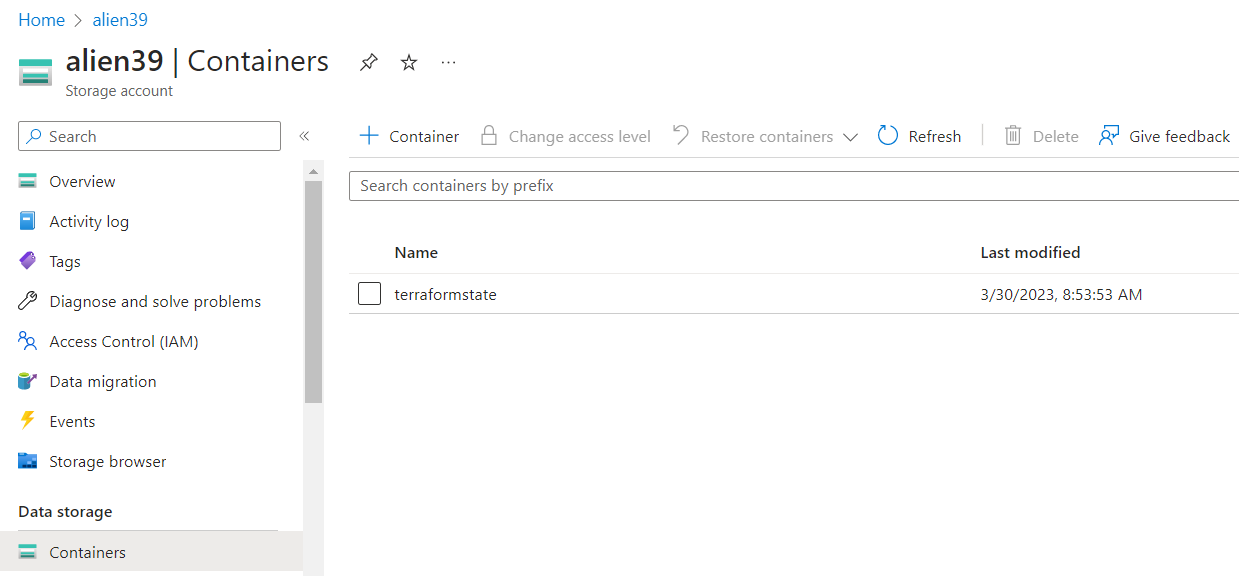 Home > alien39
alien39 | Containers
Storage account
Search
Container Change access level Restore containers Refresh Delete Give feedback
Overview
Activity log
Tags
Diagnose and solve problems
Access Control (IAM)
Data migration
Events
Storage browser
Data storage
Containers
Search containers by prefix
Name Last modified
terraformstate 3/30/2023, 8:53:53 AM